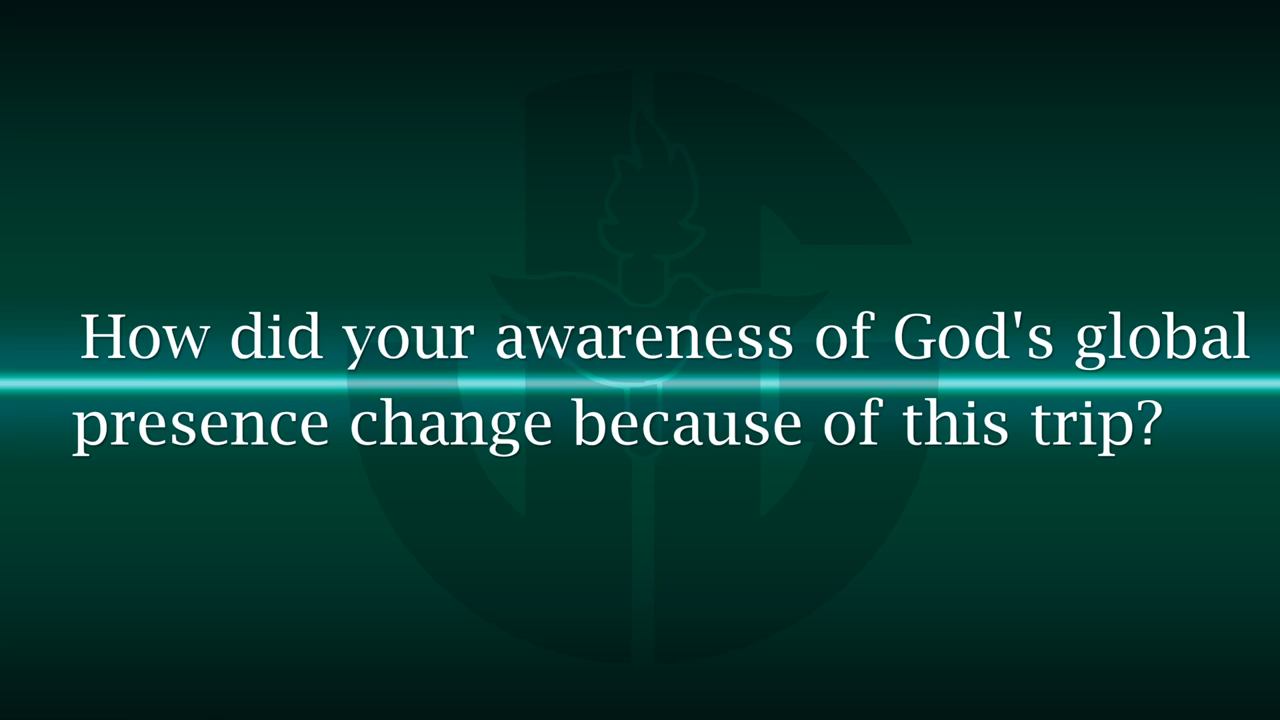 How did your awareness of God's global
presence change because of this trip?